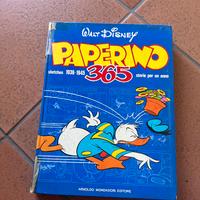 WALT DISNEY
PAPERINO
365
sketches 1938-1945 storie per un anno
ARNOLDO MONDADORI EDITORE